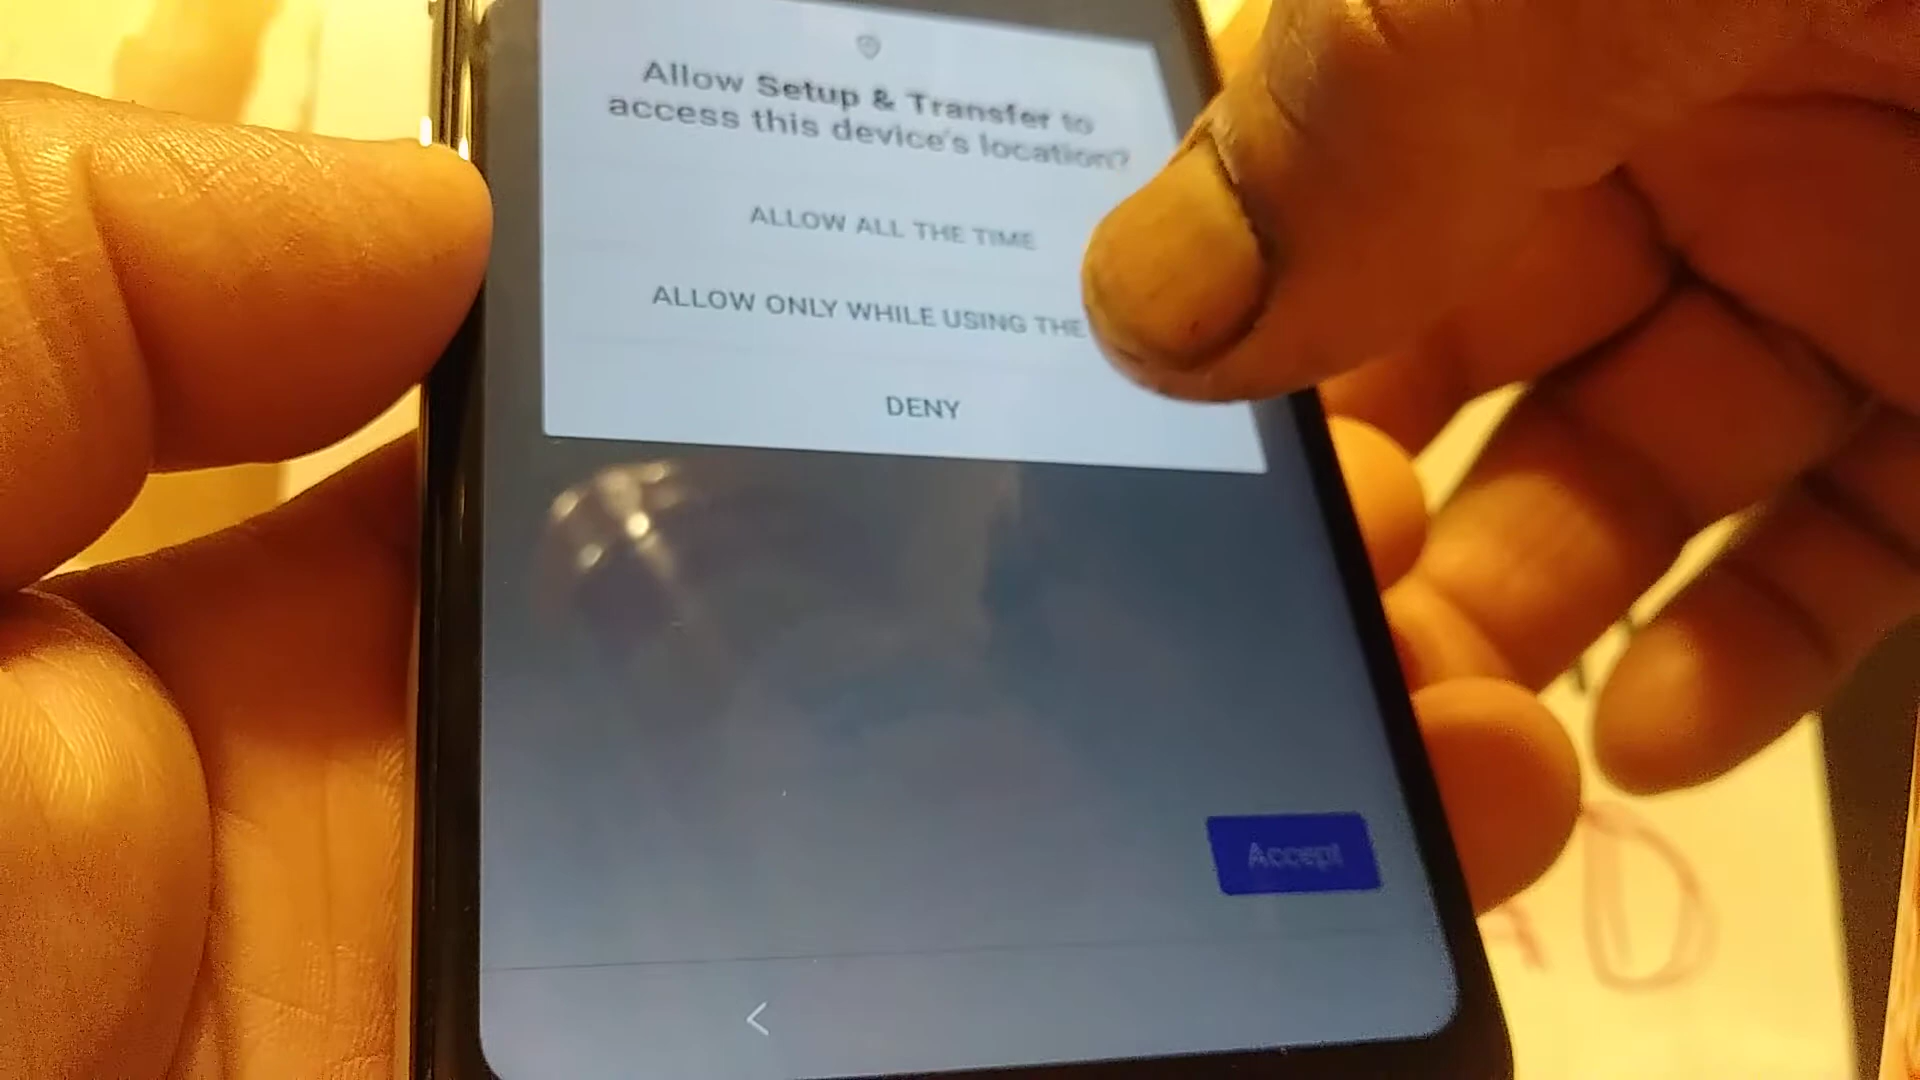 Allow Setup & Transfer to
access this device's location?
ALLOW ALL THE TIME
ALLOW ONLY WHILE USING THE
DENY
Accept